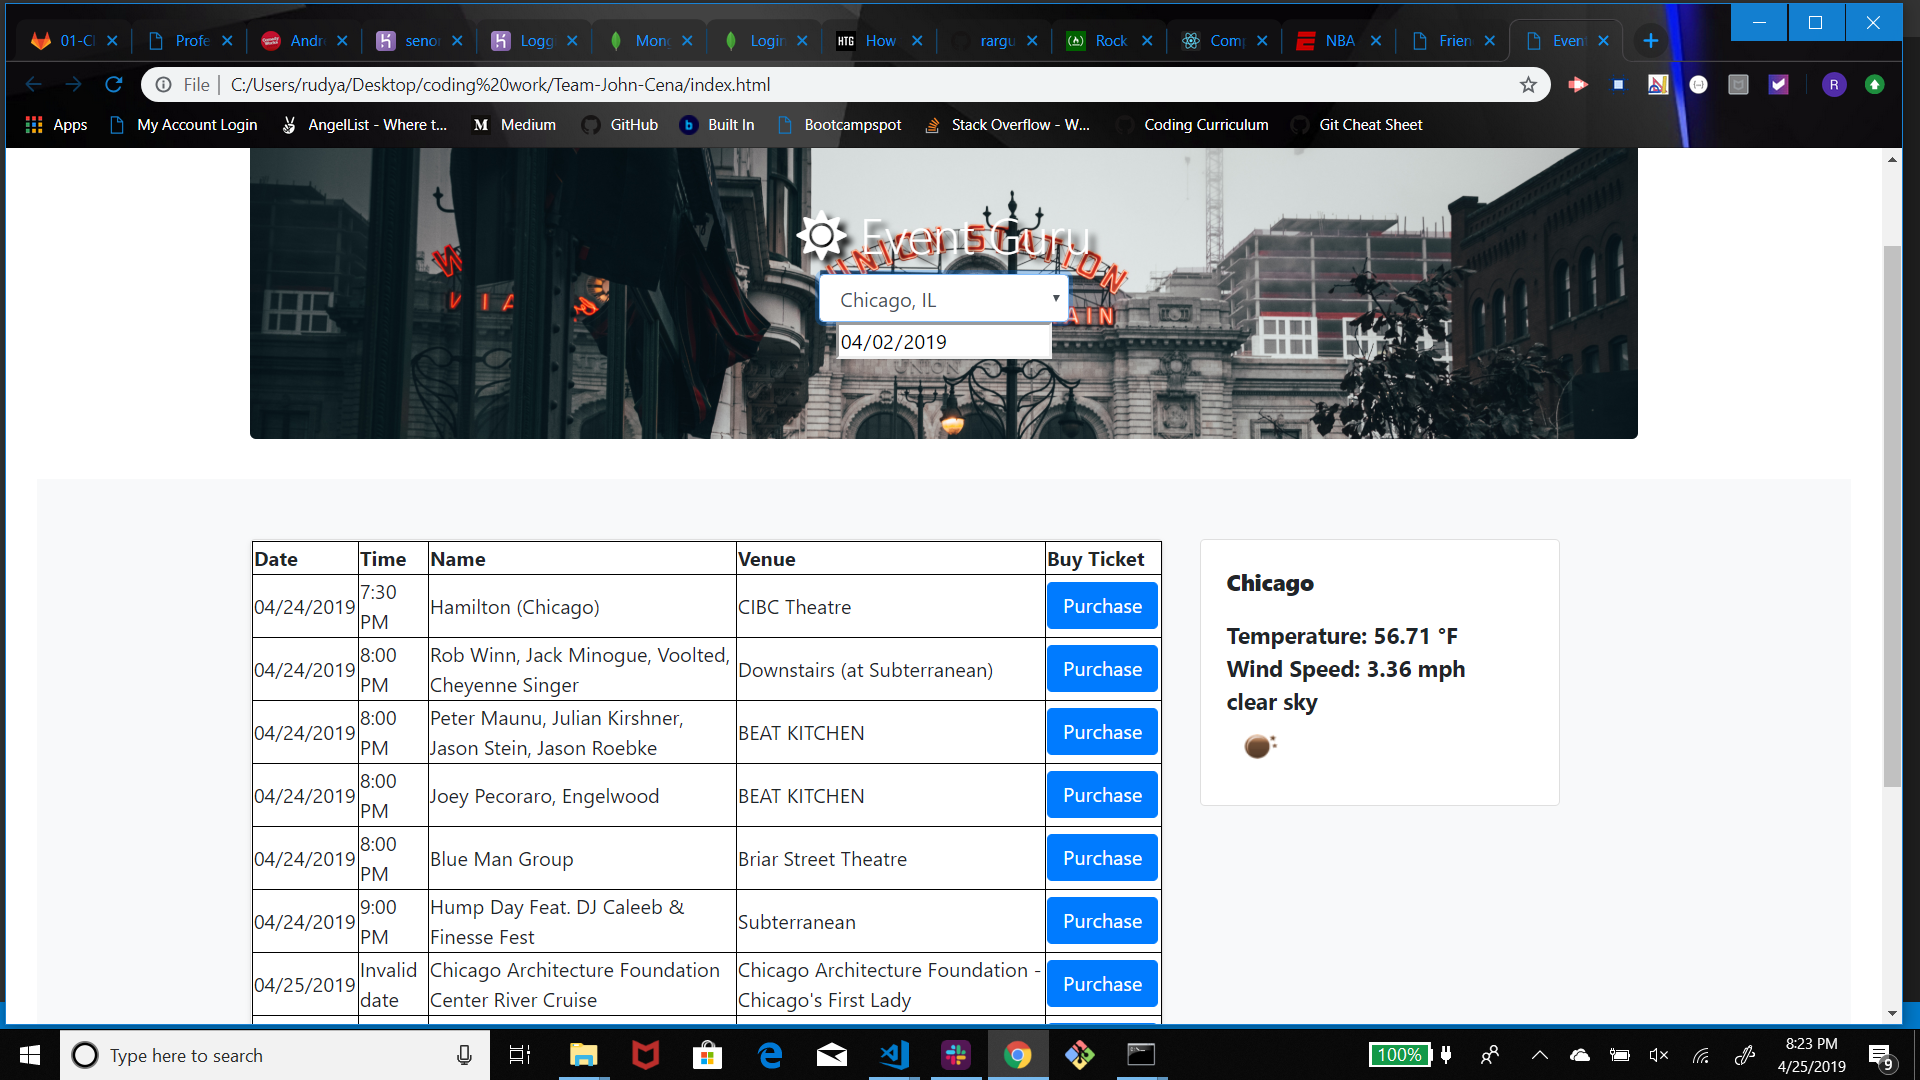 01-C
Profe
Andr
seno
Logg
Mon
Login
HTG
How
rargu
Rock
Com
NBA
Frien
Even
File
C:/Users/rudya/Desktop/coding%20work/Team-John-Cena/index.html
R
Apps
My Account Login
AngelList - Where t...
M Medium
GitHub
b Built In
Bootcampspot
Stack Overflow - W...
Coding Curriculum
Git Cheat Sheet
Event Guru
UNION STATION
Chicago, IL
04/02/2019
UNION
Date Time Name Venue Buy Ticket
04/24/2019 7:30 PM Hamilton (Chicago) CIBC Theatre Purchase
04/24/2019 8:00 PM Rob Winn, Jack Minogue, Voolted, Cheyenne Singer Downstairs (at Subterranean) Purchase
04/24/2019 8:00 PM Peter Maunu, Julian Kirshner, Jason Stein, Jason Roebke BEAT KITCHEN Purchase
04/24/2019 8:00 PM Joey Pecoraro, Engelwood BEAT KITCHEN Purchase
04/24/2019 8:00 PM Blue Man Group Briar Street Theatre Purchase
04/24/2019 9:00 PM Hump Day Feat. DJ Caleeb & Finesse Fest Subterranean Purchase
04/25/2019 Invalid date Chicago Architecture Foundation Center River Cruise Chicago Architecture Foundation - Chicago's First Lady Purchase
Chicago
Temperature: 56.71 °F
Wind Speed: 3.36 mph
clear sky
Type here to search
100%
8:23 PM
4/25/2019
9